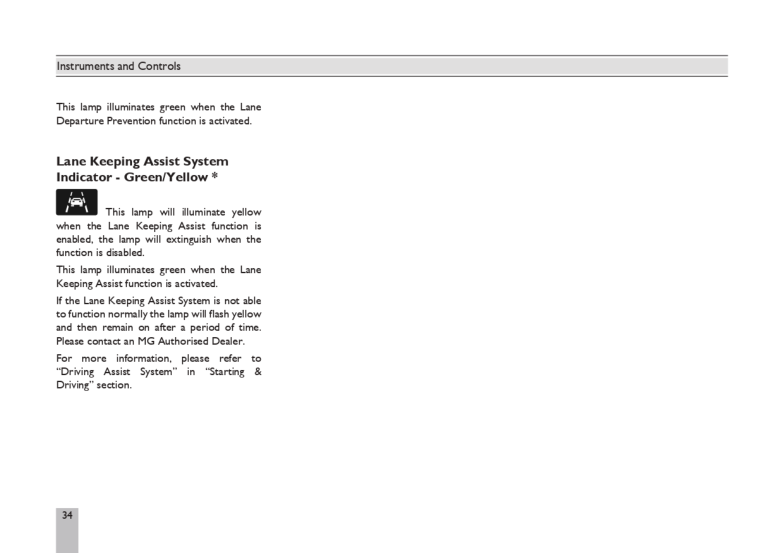 Instruments and Controls
This lamp illuminates green when the Lane
Departure Prevention function is activated.
Lane Keeping Assist System
Indicator - Green/Yellow *
This lamp will illuminate yellow
when the Lane Keeping Assist function is
enabled, the lamp will extinguish when the
function is disabled.
This lamp illuminates green when the Lane
Keeping Assist function is activated.
If the Lane Keeping Assist System is not able
to function normally the lamp will flash yellow
and then remain on after a period of time.
Please contact an MG Authorised Dealer.
For more information, please refer to
“Driving Assist System” in “Starting &
Driving” section.
34